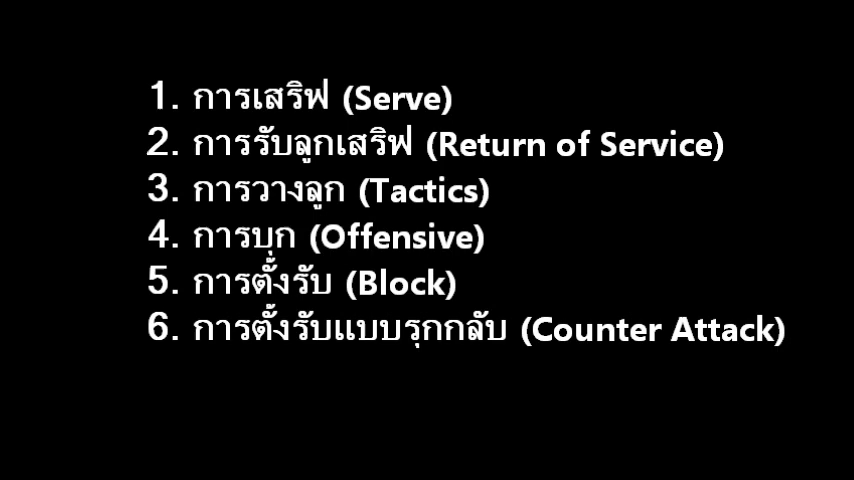 1. การเสริฟ (Serve)
2. การรับลูกเสริฟ (Return of Service)
3. การวางลูก (Tactics)
4. การบุก (Offensive)
5. การตั้งรับ (Block)
6. การตั้งรับแบบรุกกลับ (Counter Attack)